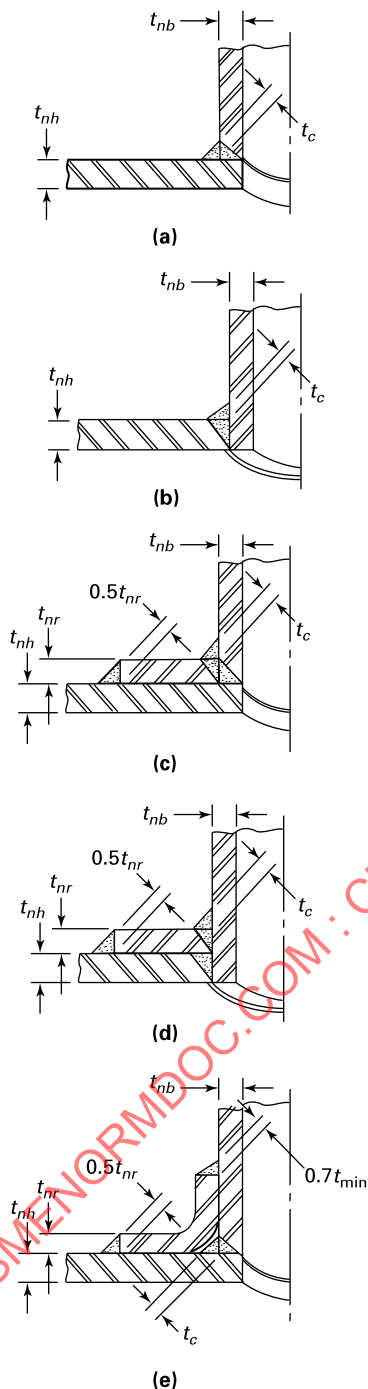 t_nb
t_nh
t_c
(a)
t_nb
t_nh
t_c
(b)
t_nb
0.5t_nr
t_nr
t_nh
t_c
(c)
t_nb
0.5t_nr
t_nr
t_nh
t_c
(d)
t_nb
0.5t_nr
0.7t_min
t_nr
t_nh
t_c
(e)
SMENORMDOC.COM : C